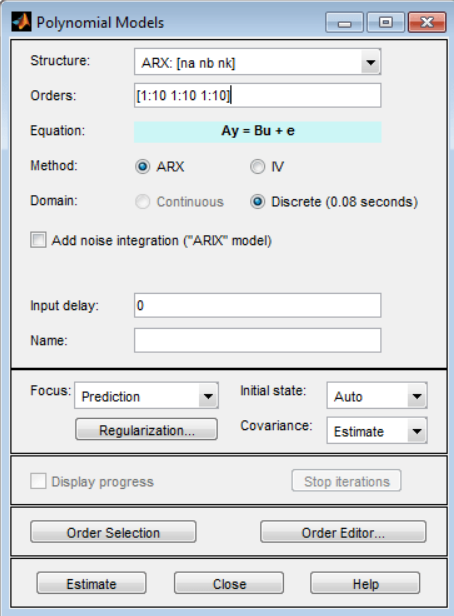 Polynomial Models
Structure: ARX: [na nb nk]
Orders: [1:10 1:10 1:10]
Equation: Ay = Bu + e
Method: ARX IV
Domain: Continuous Discrete (0.08 seconds)
Add noise integration ("ARIX" model)
Input delay: 0
Name:
Focus: Prediction Initial state: Auto
Regularization... Covariance: Estimate
Display progress Stop iterations
Order Selection Order Editor...
Estimate Close Help